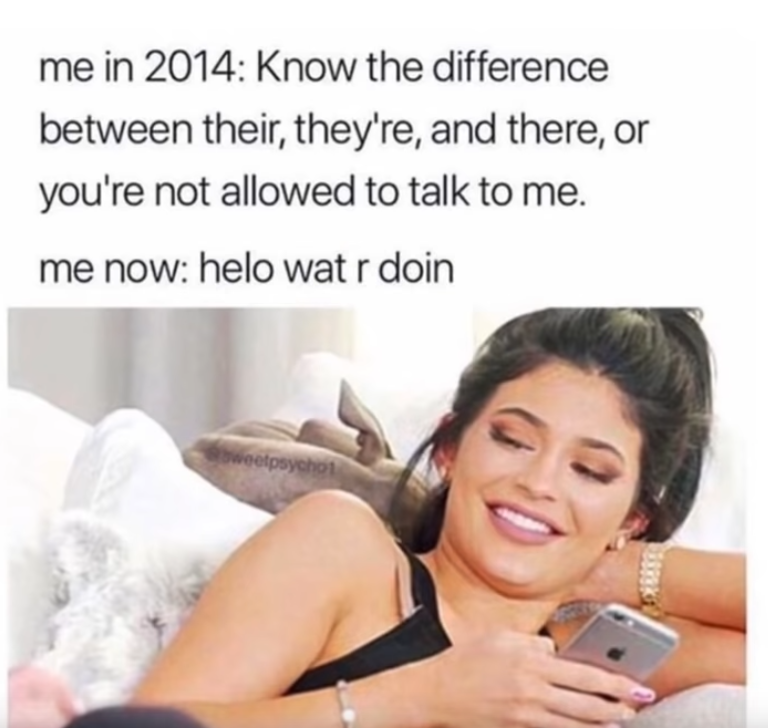 me in 2014: Know the difference
between their, they're, and there, or
you're not allowed to talk to me.
me now: helo wat r doin
@sweetpsychot